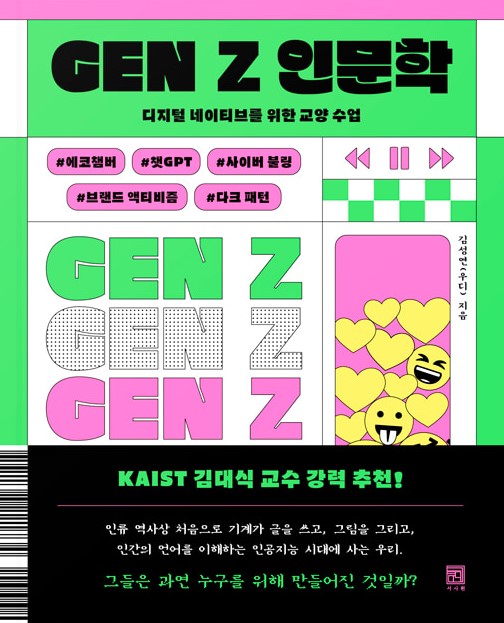 GEN Z 인문학
디지털 네이티브를 위한 교양 수업
#에코챔버 #챗GPT #사이버 불링
#브랜드 액티비즘 #다크 패턴
GEN Z
GEN Z
GEN Z
김성연(우디) 지음
KAIST 김대식 교수 강력 추천!
인류 역사상 처음으로 기계가 글을 쓰고, 그림을 그리고,
인간의 언어를 이해하는 인공지능 시대에 사는 우리.
그들은 과연 누구를 위해 만들어진 것일까?
서사원